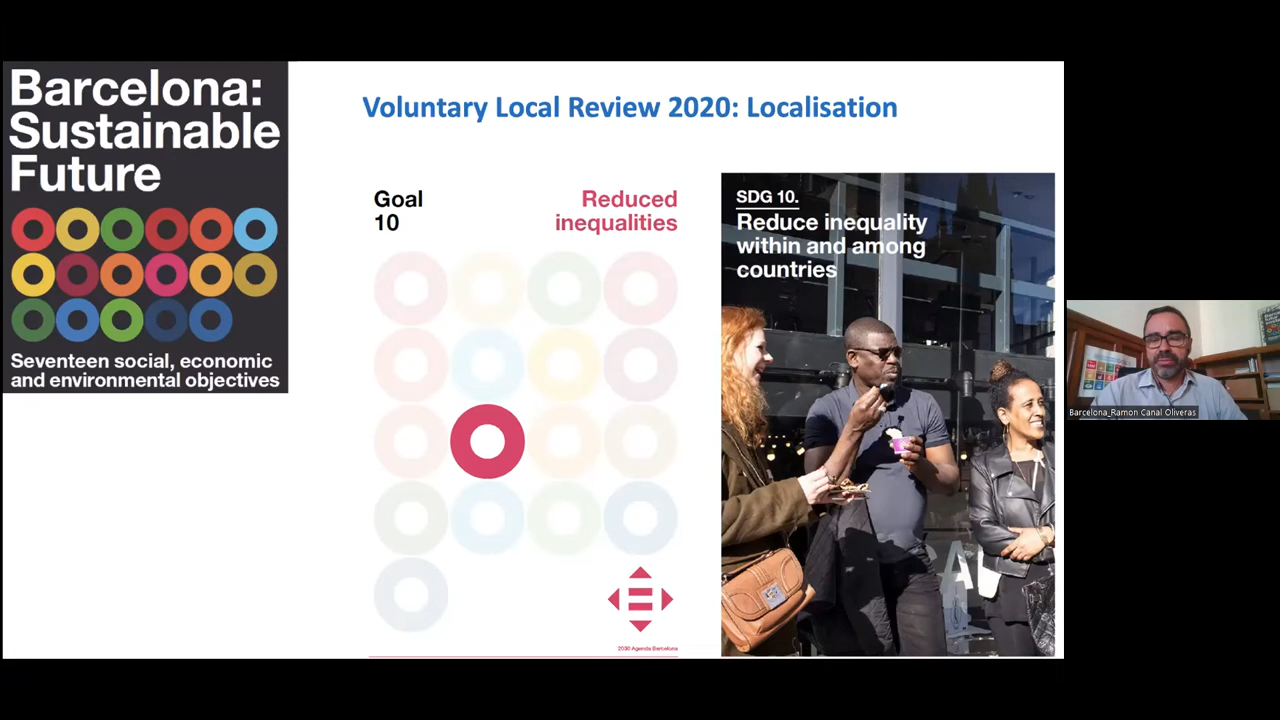 Barcelona:
Sustainable
Future
Seventeen social, economic
and environmental objectives
Voluntary Local Review 2020: Localisation
Goal
10
Reduced
inequalities
2030 Agenda Barcelona
SDG 10.
Reduce inequality
within and among
countries
Barcelona_Ramon Canal Oliveras